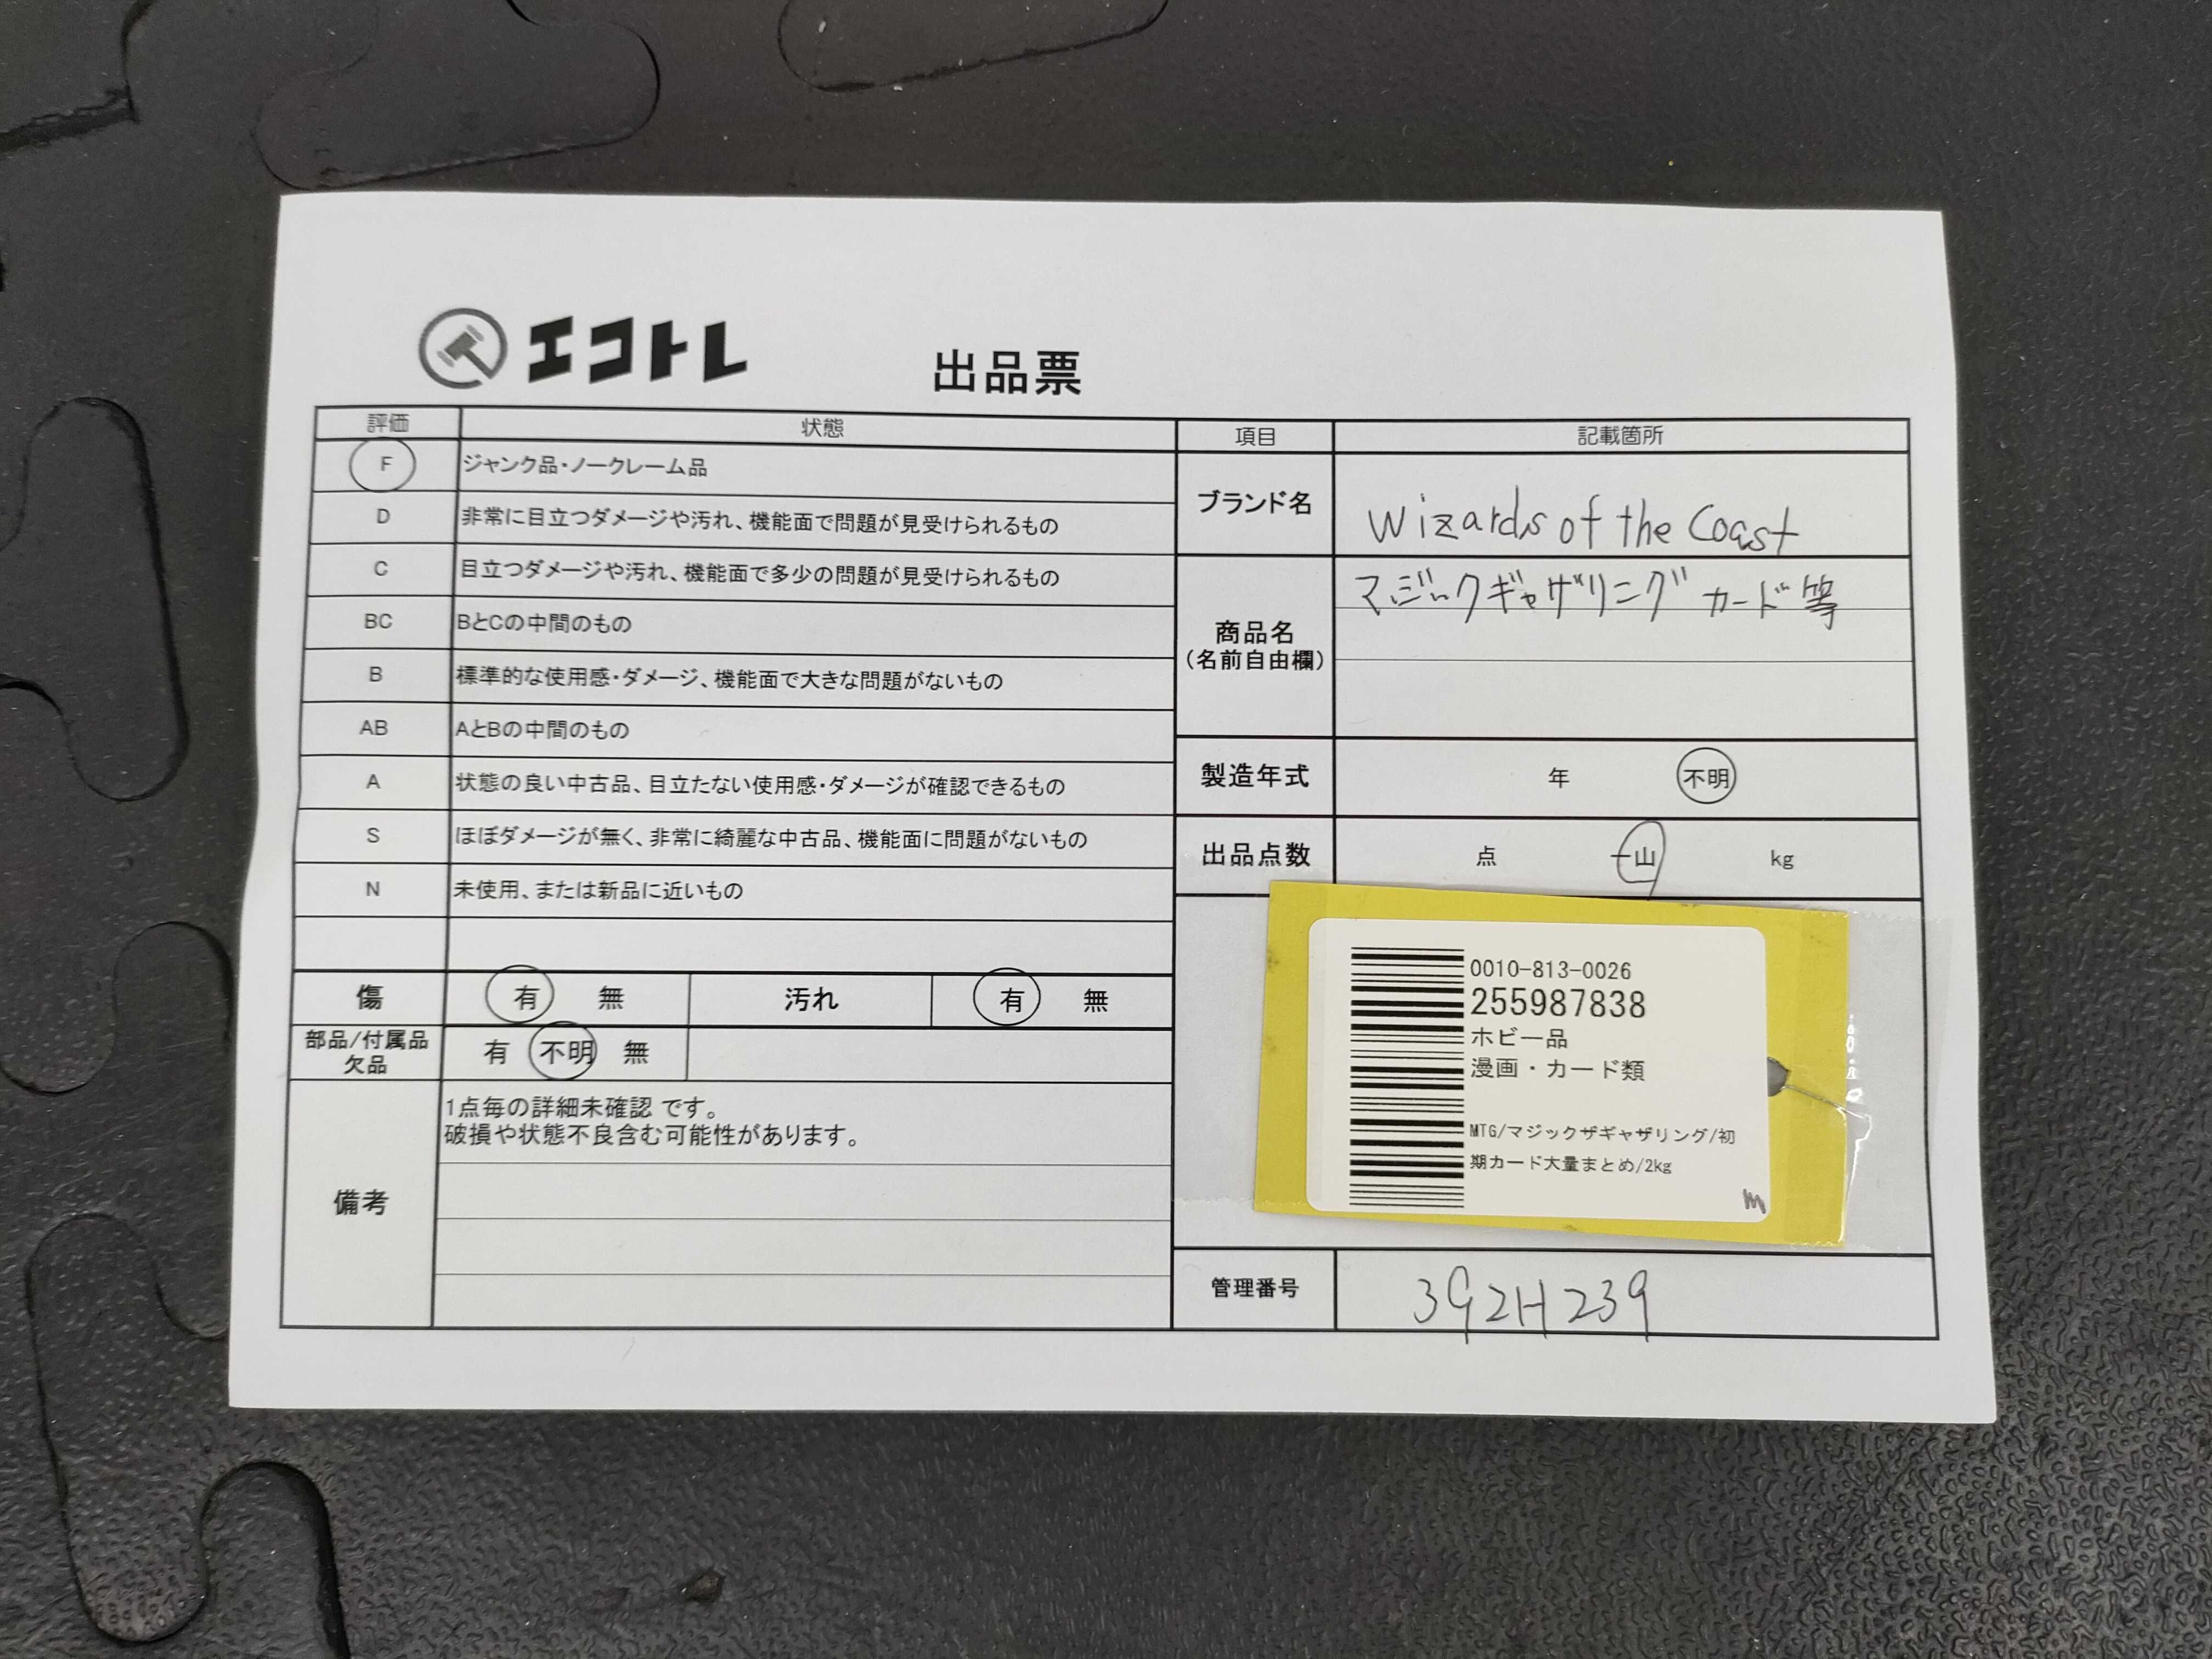 エコトレ
出品票
評価 状態
F ジャンク品・ノークレーム品
D 非常に目立つダメージや汚れ、機能面で問題が見受けられるもの
C 目立つダメージや汚れ、機能面で多少の問題が見受けられるもの
BC BとCの中間のもの
B 標準的な使用感・ダメージ、機能面で大きな問題がないもの
AB AとBの中間のもの
A 状態の良い中古品、目立たない使用感・ダメージが確認できるもの
S ほぼダメージが無く、非常に綺麗な中古品、機能面に問題がないもの
N 未使用、または新品に近いもの
傷 有 無 汚れ 有 無
部品/付属品
欠品 有 不明 無
備考
1点毎の詳細未確認 です。
破損や状態不良含む可能性があります。
項目 記載箇所
ブランド名 Wizards of the Coast
商品名
(名前自由欄)
マジックギャザリング カード等
製造年式 年 不明
出品点数 点 一山 kg
0010-813-0026
255987838
ホビー品
漫画・カード類
MTG/マジックザギャザリング/初
期カード大量まとめ/2kg
m
管理番号 392H239